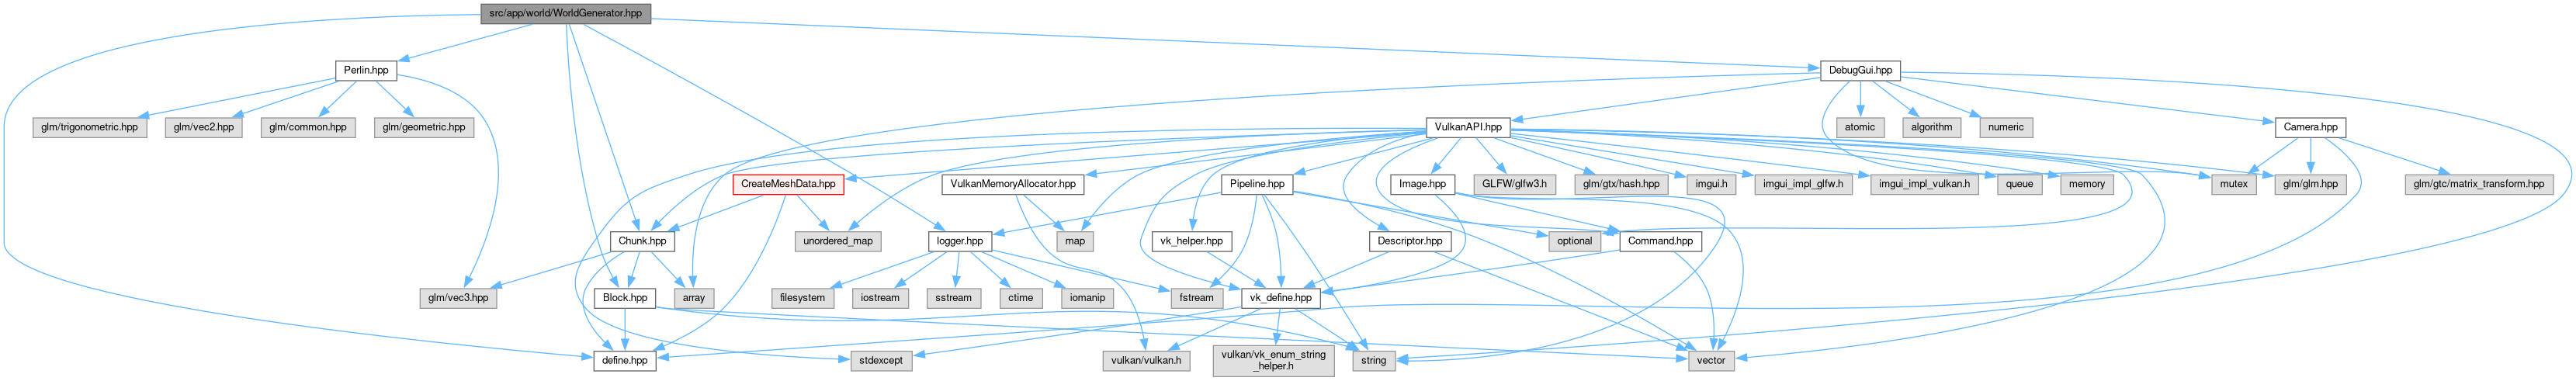 src/app/world/WorldGenerator.hpp
Perlin.hpp
DebugGui.hpp
glm/trigonometric.hpp
glm/vec2.hpp
glm/common.hpp
glm/geometric.hpp
VulkanAPI.hpp
atomic
algorithm
numeric
Camera.hpp
CreateMeshData.hpp
VulkanMemoryAllocator.hpp
Pipeline.hpp
Image.hpp
GLFW/glfw3.h
glm/gtx/hash.hpp
imgui.h
imgui_impl_glfw.h
imgui_impl_vulkan.h
queue
memory
mutex
glm/glm.hpp
glm/gtc/matrix_transform.hpp
Chunk.hpp
unordered_map
logger.hpp
map
vk_helper.hpp
Descriptor.hpp
optional
Command.hpp
glm/vec3.hpp
Block.hpp
array
filesystem
iostream
sstream
ctime
iomanip
fstream
vk_define.hpp
define.hpp
stdexcept
vulkan/vulkan.h
vulkan/vk_enum_string
_helper.h
string
vector